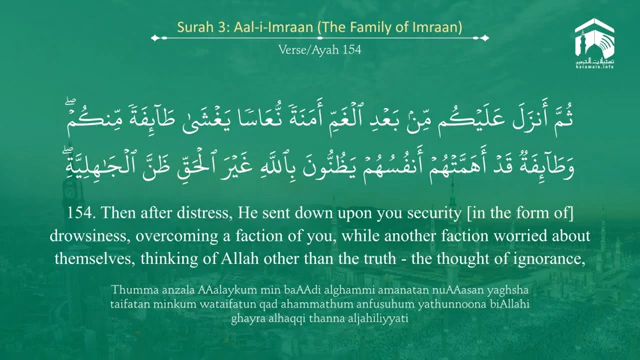 Surah 3: Aal-i-Imraan (The Family of Imraan)
Verse/Ayah 154
haramain.info
ثُمَّ أَنزَلَ عَلَيْكُم مِّنۢ بَعْدِ ٱلْغَمِّ أَمَنَةً نُّعَاسًا يَغْشَىٰ طَآئِفَةً مِّنكُمْ ۖ
وَطَآئِفَةٌ قَدْ أَهَمَّتْهُمْ أَنفُسُهُمْ يَظُنُّونَ بِٱللَّهِ غَيْرَ ٱلْحَقِّ ظَنَّ ٱلْجَـٰهِلِيَّةِ ۖ
154. Then after distress, He sent down upon you security [in the form of]
drowsiness, overcoming a faction of you, while another faction worried about
themselves, thinking of Allah other than the truth - the thought of ignorance,
Thumma anzala AAalaykum min baAAdi alghammi amanatan nuAAasan yaghsha
taifatan minkum wataifatun qad ahammathum anfusuhum yathunnoona biAllahi
ghayra alhaqqi thanna aljahiliyyati